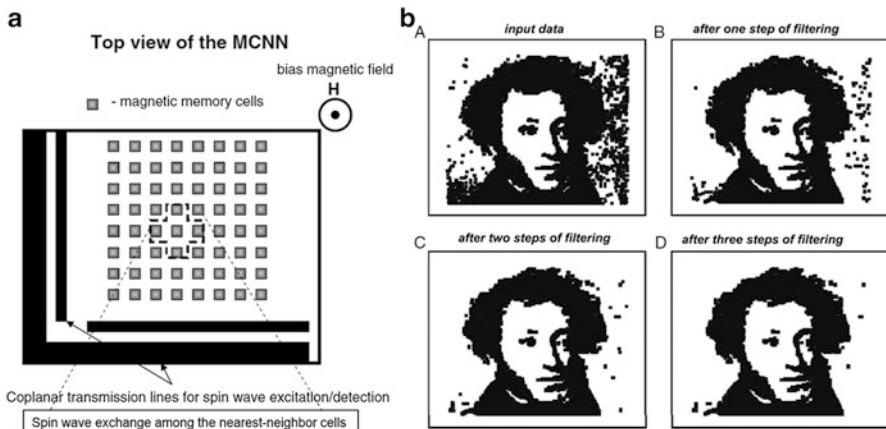 a
Top view of the MCNN
bias magnetic field
H
- magnetic memory cells
Coplanar transmission lines for spin wave excitation/detection
Spin wave exchange among the nearest-neighbor cells
b
A
input data
B
after one step of filtering
C
after two steps of filtering
D
after three steps of filtering